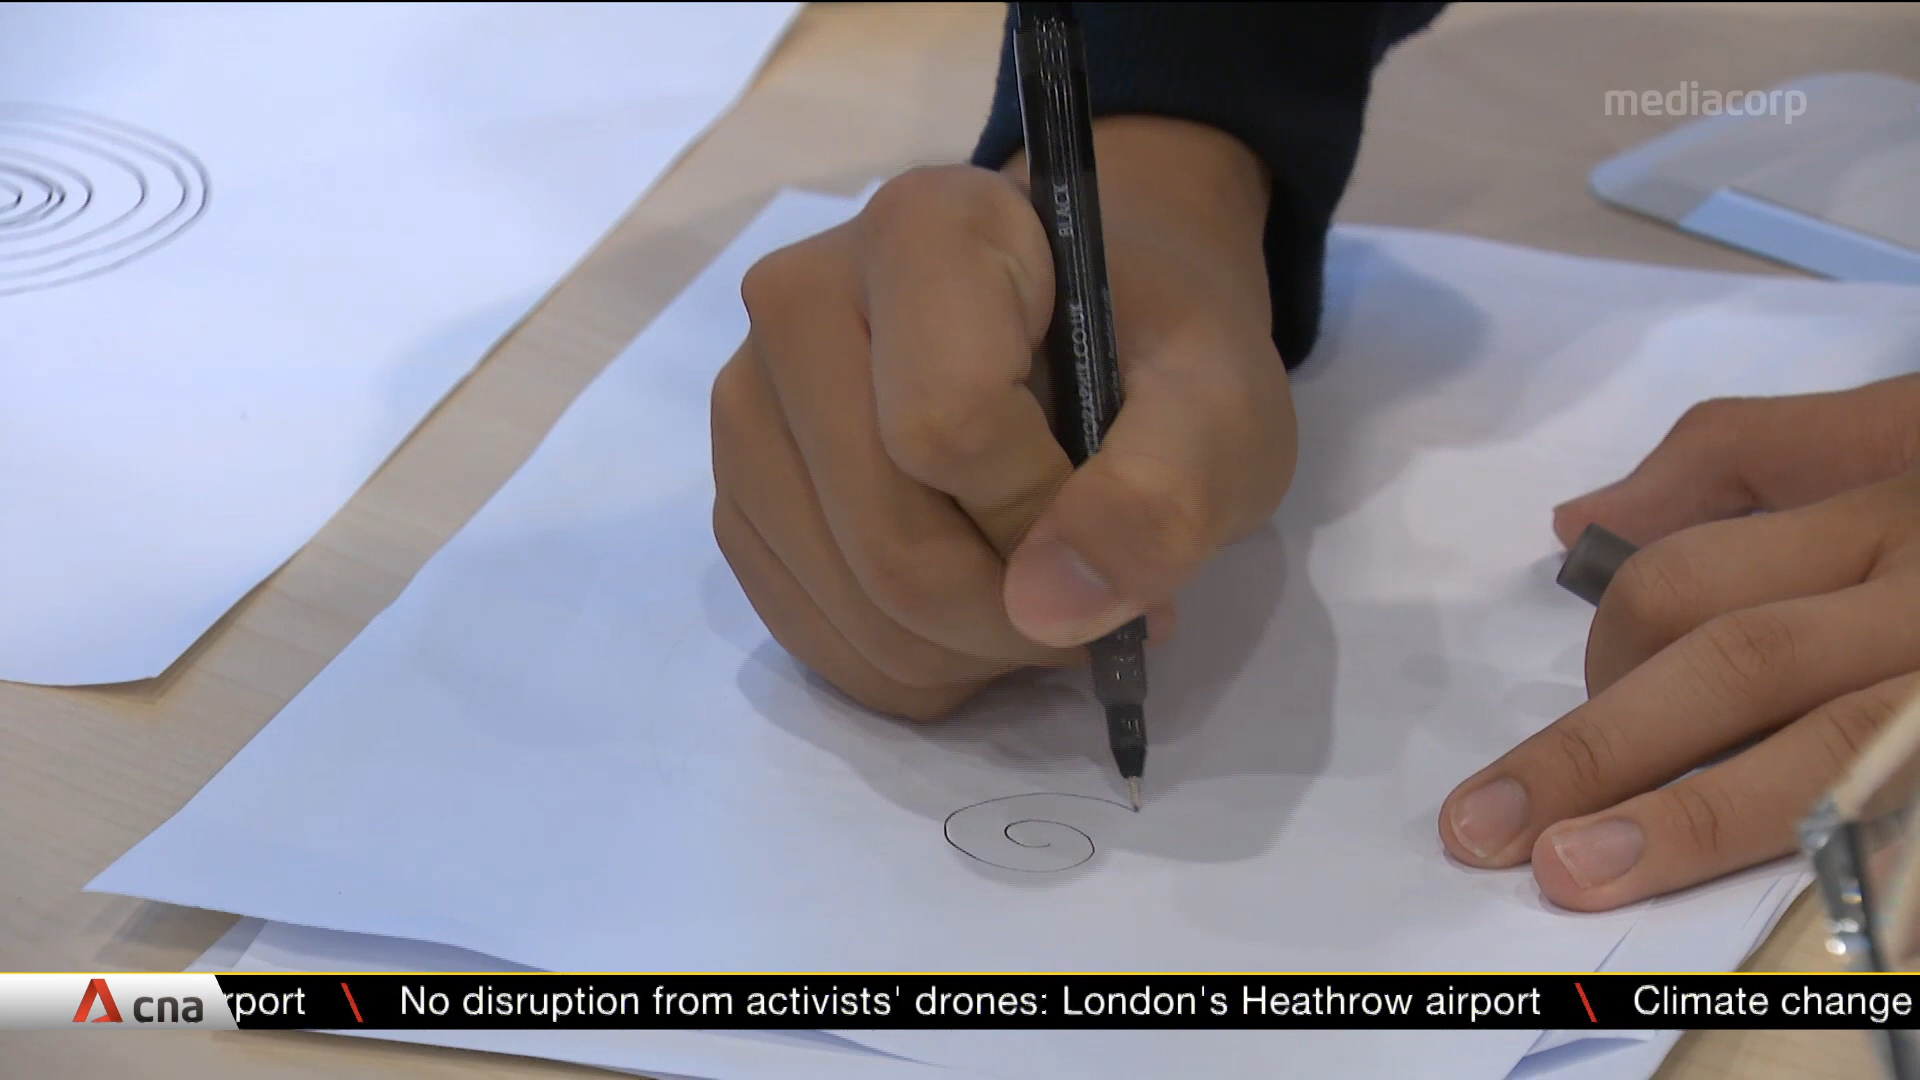 mediacorp
BLACK
cna
rport \ No disruption from activists' drones: London's Heathrow airport \ Climate change